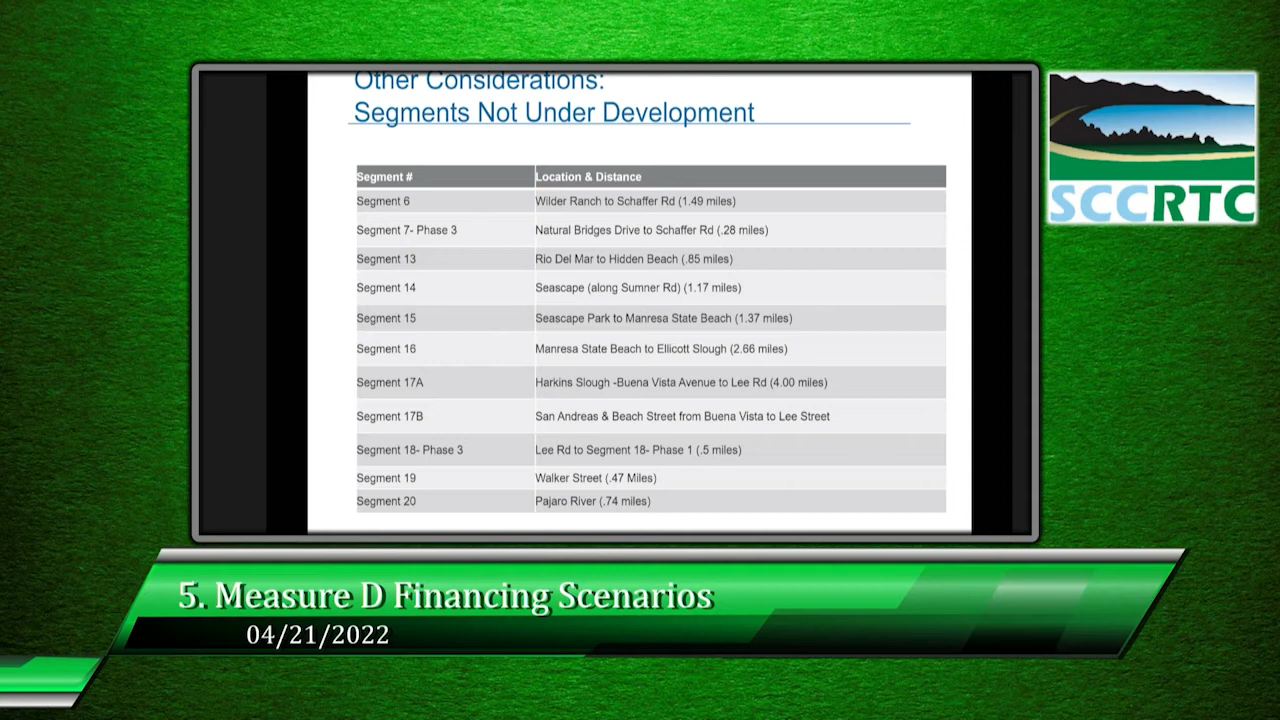 Other Considerations:
Segments Not Under Development
Segment # Location & Distance
Segment 6 Wilder Ranch to Schaffer Rd (1.49 miles)
Segment 7- Phase 3 Natural Bridges Drive to Schaffer Rd (.28 miles)
Segment 13 Rio Del Mar to Hidden Beach (.85 miles)
Segment 14 Seascape (along Sumner Rd) (1.17 miles)
Segment 15 Seascape Park to Manresa State Beach (1.37 miles)
Segment 16 Manresa State Beach to Ellicott Slough (2.66 miles)
Segment 17A Harkins Slough -Buena Vista Avenue to Lee Rd (4.00 miles)
Segment 17B San Andreas & Beach Street from Buena Vista to Lee Street
Segment 18- Phase 3 Lee Rd to Segment 18- Phase 1 (.5 miles)
Segment 19 Walker Street (.47 Miles)
Segment 20 Pajaro River (.74 miles)
SCCRTC
5. Measure D Financing Scenarios
04/21/2022